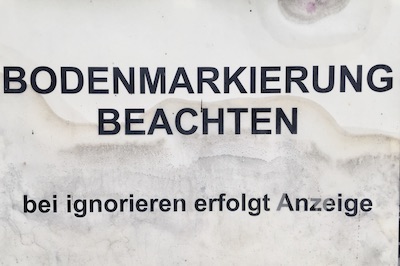 BODENMARKIERUNG
BEACHTEN
bei ignorieren erfolgt Anzeige